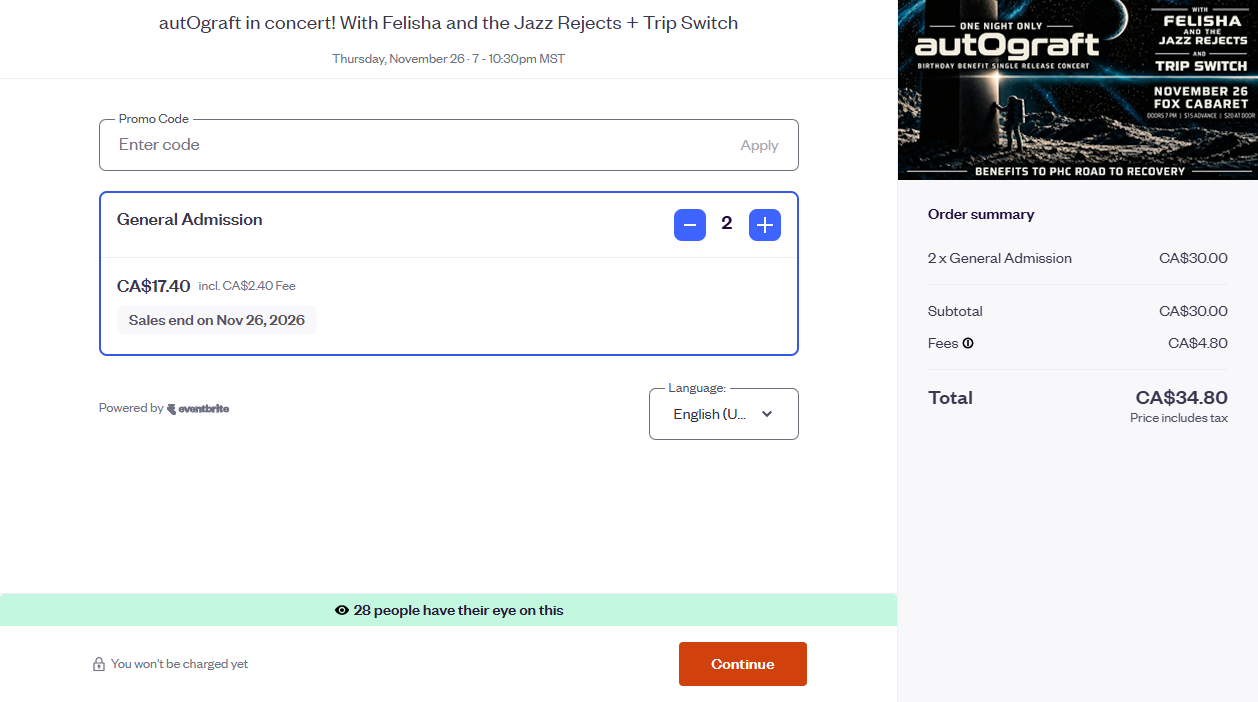 autOgraft in concert! With Felisha and the Jazz Rejects + Trip Switch
Thursday, November 26 · 7 - 10:30pm MST
Promo Code
Enter code
Apply
General Admission
2
CA$17.40 incl. CA$2.40 Fee
Sales end on Nov 26, 2026
Powered by eventbrite
Language:
English (U...
28 people have their eye on this
You won't be charged yet
Continue
ONE NIGHT ONLY
autOgraft
BIRTHDAY BENEFIT SINGLE RELEASE CONCERT
WITH
FELISHA
AND THE
JAZZ REJECTS
AND
TRIP SWITCH
NOVEMBER 26
FOX CABARET
DOORS 7 PM | $15 ADVANCE | $20 AT DOOR
BENEFITS TO PHC ROAD TO RECOVERY
Order summary
2 x General Admission CA$30.00
Subtotal CA$30.00
Fees CA$4.80
Total CA$34.80
Price includes tax